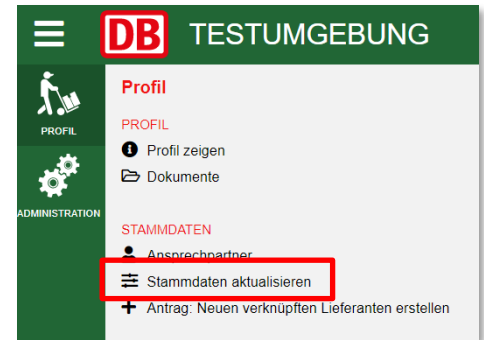 DB TESTUMGEBUNG
Profil
PROFIL
PROFIL
Profil zeigen
Dokumente
ADMINISTRATION
STAMMDATEN
Ansprechpartner
Stammdaten aktualisieren
Antrag: Neuen verknüpften Lieferanten erstellen